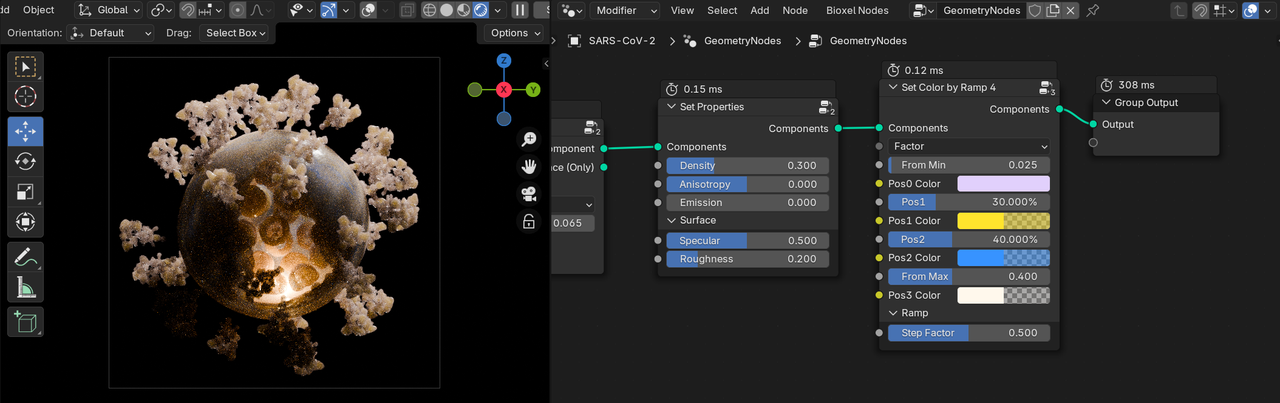 dd Object Global
Orientation: Default Drag: Select Box Options
Z
X
Y
Modifier View Select Add Node Bioxel Nodes GeometryNodes
SARS-CoV-2 > GeometryNodes > GeometryNodes
2
omponent
ce (Only)
0.065
0.15 ms
Set Properties 2
Components
Components
Density 0.300
Anisotropy 0.000
Emission 0.000
Surface
Specular 0.500
Roughness 0.200
0.12 ms
Set Color by Ramp 4 3
Components
Components
Factor
From Min 0.025
Pos0 Color
Pos1 30.000%
Pos1 Color
Pos2 40.000%
Pos2 Color
From Max 0.400
Pos3 Color
Ramp
Step Factor 0.500
308 ms
Group Output
Output